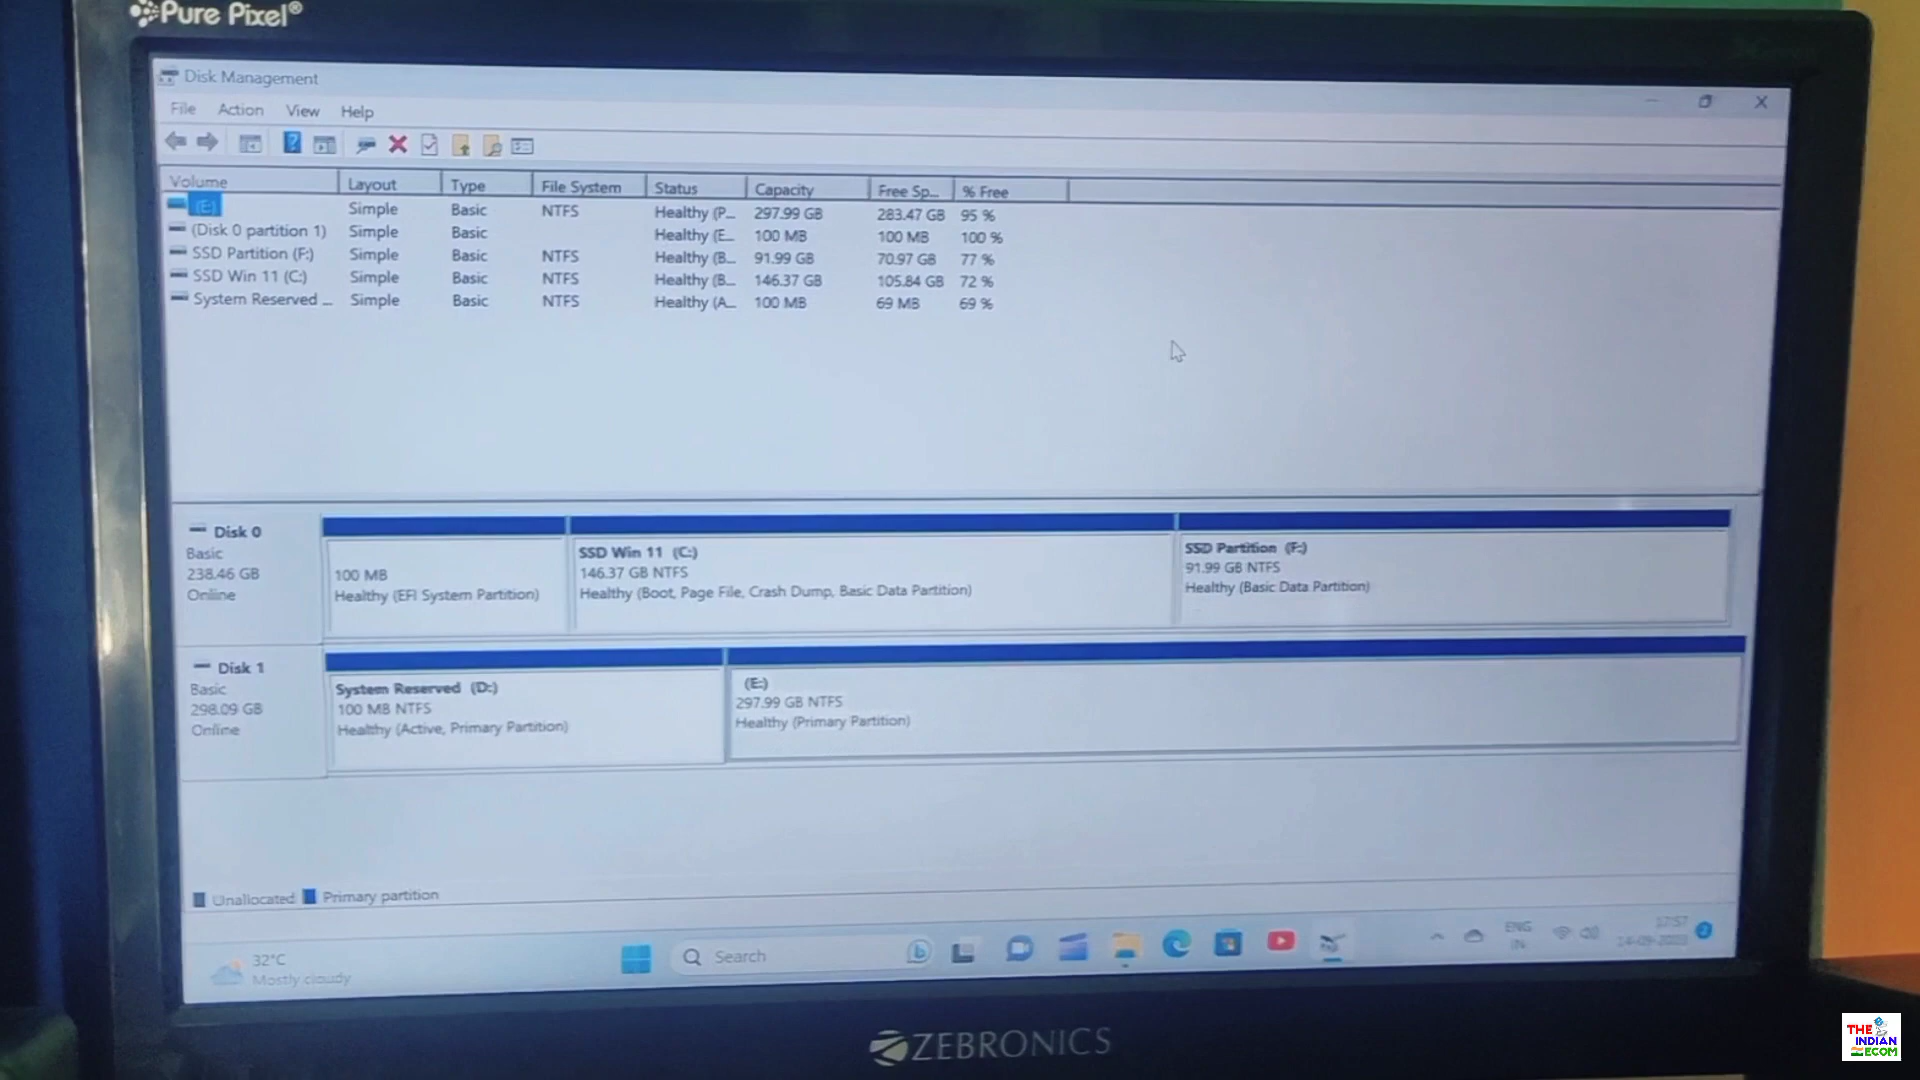 Pure Pixel®
Disk Management
File Action View Help
Volume Layout Type File System Status Capacity Free Sp... % Free
(E:) Simple Basic NTFS Healthy (P... 297.99 GB 283.47 GB 95 %
(Disk 0 partition 1) Simple Basic Healthy (E... 100 MB 100 MB 100 %
SSD Partition (F:) Simple Basic NTFS Healthy (B... 91.99 GB 70.97 GB 77 %
SSD Win 11 (C:) Simple Basic NTFS Healthy (B... 146.37 GB 105.84 GB 72 %
System Reserved ... Simple Basic NTFS Healthy (A... 100 MB 69 MB 69 %
Disk 0
Basic
238.46 GB
Online
100 MB
Healthy (EFI System Partition)
SSD Win 11 (C:)
146.37 GB NTFS
Healthy (Boot, Page File, Crash Dump, Basic Data Partition)
SSD Partition (F:)
91.99 GB NTFS
Healthy (Basic Data Partition)
Disk 1
Basic
298.09 GB
Online
System Reserved (D:)
100 MB NTFS
Healthy (Active, Primary Partition)
(E:)
297.99 GB NTFS
Healthy (Primary Partition)
Unallocated Primary partition
32°C
Mostly cloudy
Search
ENG
IN
17:57
ZEBRONICS
THE
INDIAN
ECOM